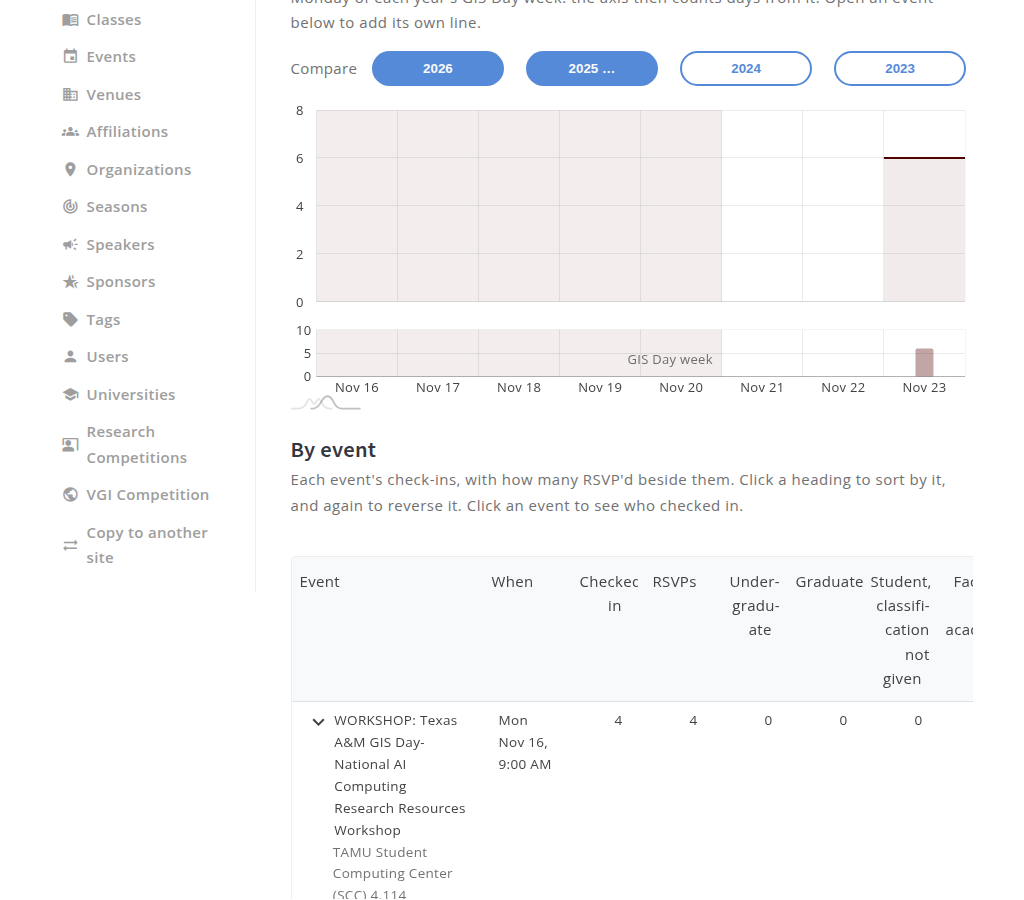 Classes
Events
Venues
Affiliations
Organizations
Seasons
Speakers
Sponsors
Tags
Users
Universities
Research
Competitions
VGI Competition
Copy to another
site
Monday of each year's GIS Day week: the axis then counts days from it. Open an event
below to add its own line.
Compare 2026 2025 ... 2024 2023
8
6
4
2
0
10
5
0
GIS Day week
Nov 16 Nov 17 Nov 18 Nov 19 Nov 20 Nov 21 Nov 22 Nov 23
By event
Each event's check-ins, with how many RSVP'd beside them. Click a heading to sort by it,
and again to reverse it. Click an event to see who checked in.
Event When Checked RSVPs Under- Graduate Student, Fac
in gradu- classifi-
ate cation acad
not
given
WORKSHOP: Texas Mon 4 4 0 0 0
A&M GIS Day- Nov 16,
National AI 9:00 AM
Computing
Research Resources
Workshop
TAMU Student
Computing Center
(SCC) 4.114